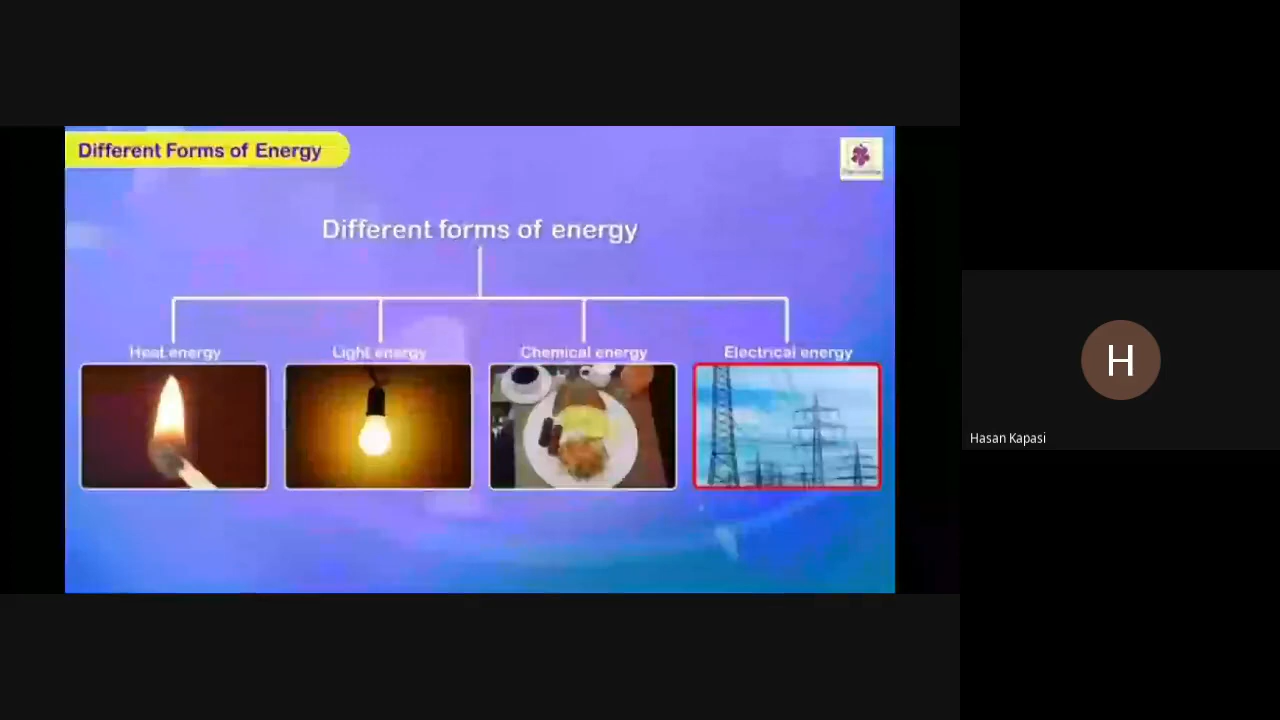 Different Forms of Energy
Different forms of energy
Heat energy
Light energy
Chemical energy
Electrical energy
H
Hasan Kapasi